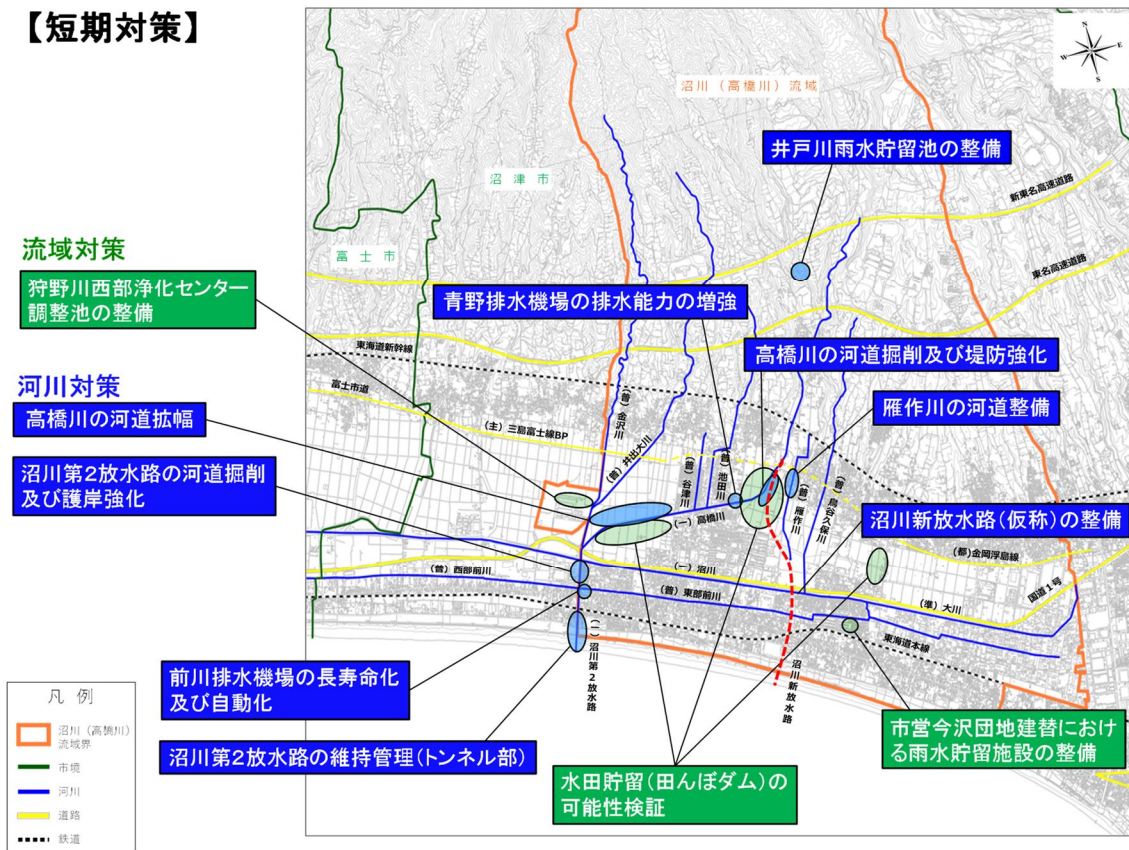 【短期対策】
N
W
E
S
沼川（高橋川）流域
井戸川雨水貯留池の整備
新東名高速道路
沼津市
東名高速道路
富士市
流域対策
狩野川西部浄化センター
調整池の整備
青野排水機場の排水能力の増強
東海道新幹線
高橋川の河道掘削及び堤防強化
富士市道
河川対策
高橋川の河道拡幅
雁作川の河道整備
(普)金沢川
(主)三島富士線BP
(普)井出大川
沼川第２放水路の河道掘削
及び護岸強化
(普)谷津川
(普)池田川
(普)雁作川
(普)鳥谷久保川
(一)高橋川
沼川新放水路（仮称）の整備
(都)金岡浮島線
(一)沼川
(普)西部前川
(普)東部前川
(準)大川
国道1号
東海道本線
(一)沼川第２放水路
沼川新放水路
前川排水機場の長寿命化
及び自動化
沼川第２放水路の維持管理（トンネル部）
市営今沢団地建替におけ
る雨水貯留施設の整備
水田貯留（田んぼダム）の
可能性検証
凡例
沼川（高橋川）
流域界
市境
河川
道路
鉄道